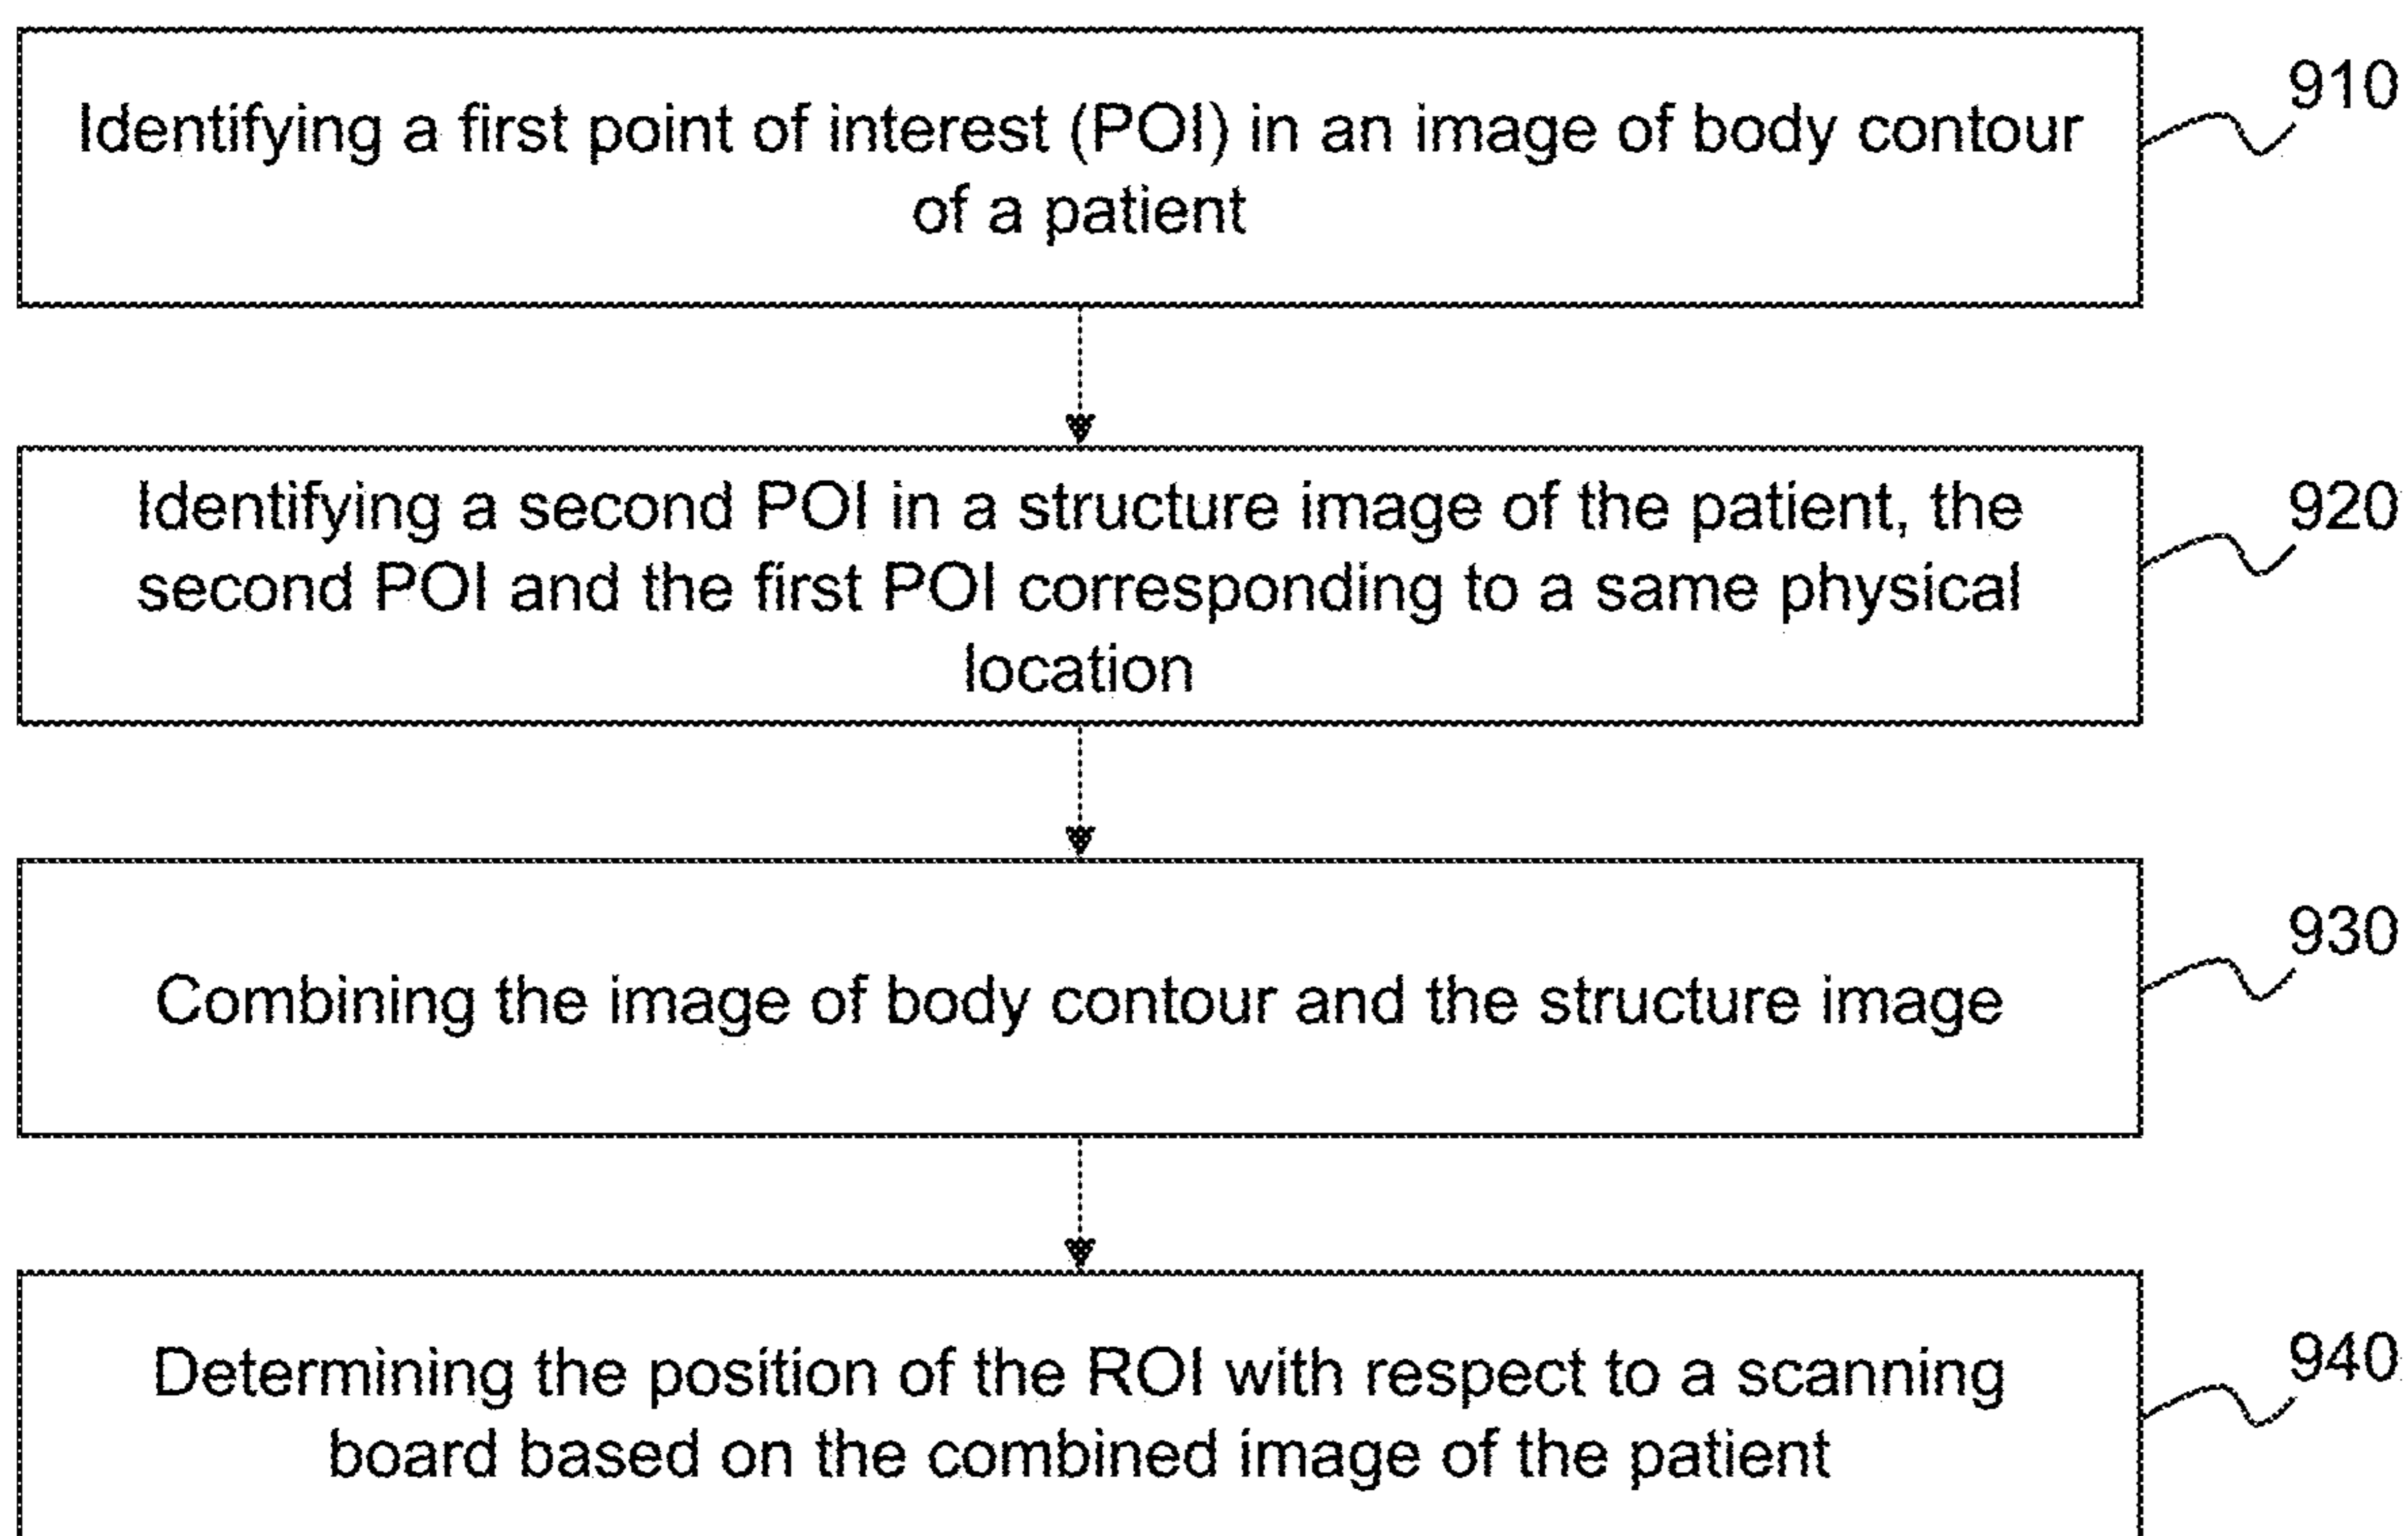 910
Identifying a first point of interest (POI) in an image of body contour
of a patient
920
Identifying a second POI in a structure image of the patient, the
second POI and the first POI corresponding to a same physical
location
930
Combining the image of body contour and the structure image
940
Determining the position of the ROI with respect to a scanning
board based on the combined image of the patient